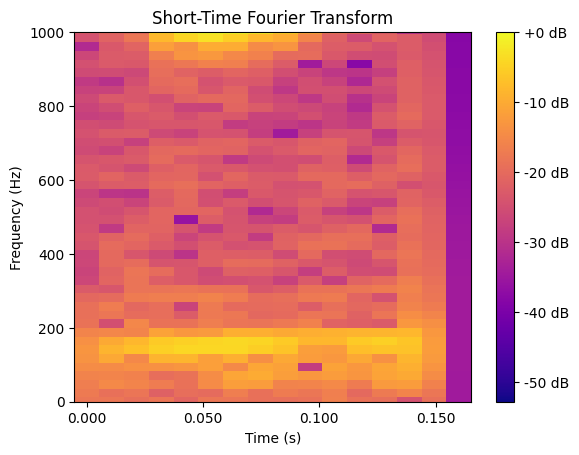 Short-Time Fourier Transform
Frequency (Hz)
1000
800
600
400
200
0
0.000
0.050
0.100
0.150
Time (s)
+0 dB
-10 dB
-20 dB
-30 dB
-40 dB
-50 dB